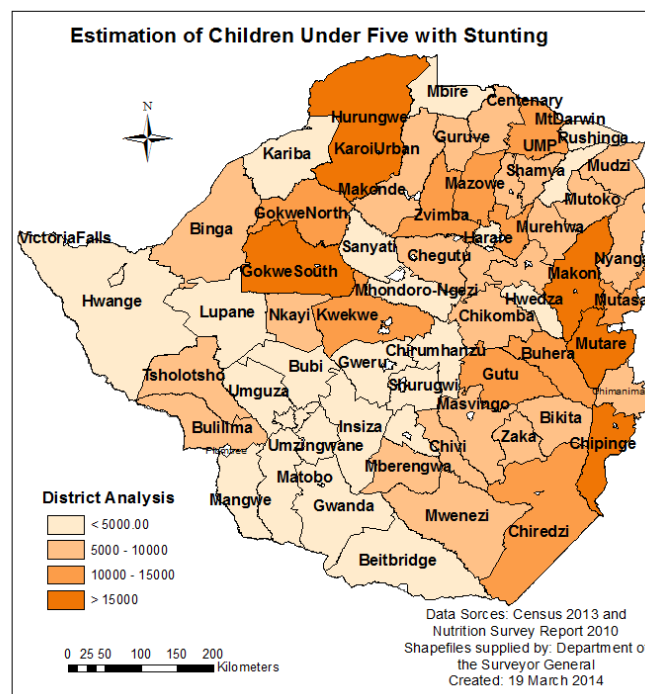 Estimation of Children Under Five with Stunting
N
Mbire
Centenary
Hurungwe
MtDarwin
Guruve
Rushinga
KaroiUrban
UMP
Kariba
Mudzi
Shamva
Makonde
Mazowe
Mutoko
GokweNorth
Zvimba
Binga
Murehwa
VictoriaFalls
Sanyati
Harare
Chegutu
Nyanga
GokweSouth
Makoni
Hwange
Mhondoro-Ngezi
Hwedza
Mutasa
Lupane
Nkayi
Kwekwe
Chikomba
Mutare
Chirumhanzu
Buhera
Bubi
Gweru
Tsholotsho
Gutu
Umguza
Shurugwi
Chimanimani
Masvingo
Bikita
Bulilima
Insiza
Zaka
Chipinge
Umzingwane
Chivi
Plumtree
Mberengwa
Matobo
Mangwe
Gwanda
Mwenezi
Chiredzi
Beitbridge
District Analysis
< 5000.00
5000 - 10000
10000 - 15000
> 15000
0 25 50 100 150 200
Kilometers
Data Sorces: Census 2013 and
Nutrition Survey Report 2010
Shapefiles supplied by: Department of
the Surveyor General
Created: 19 March 2014